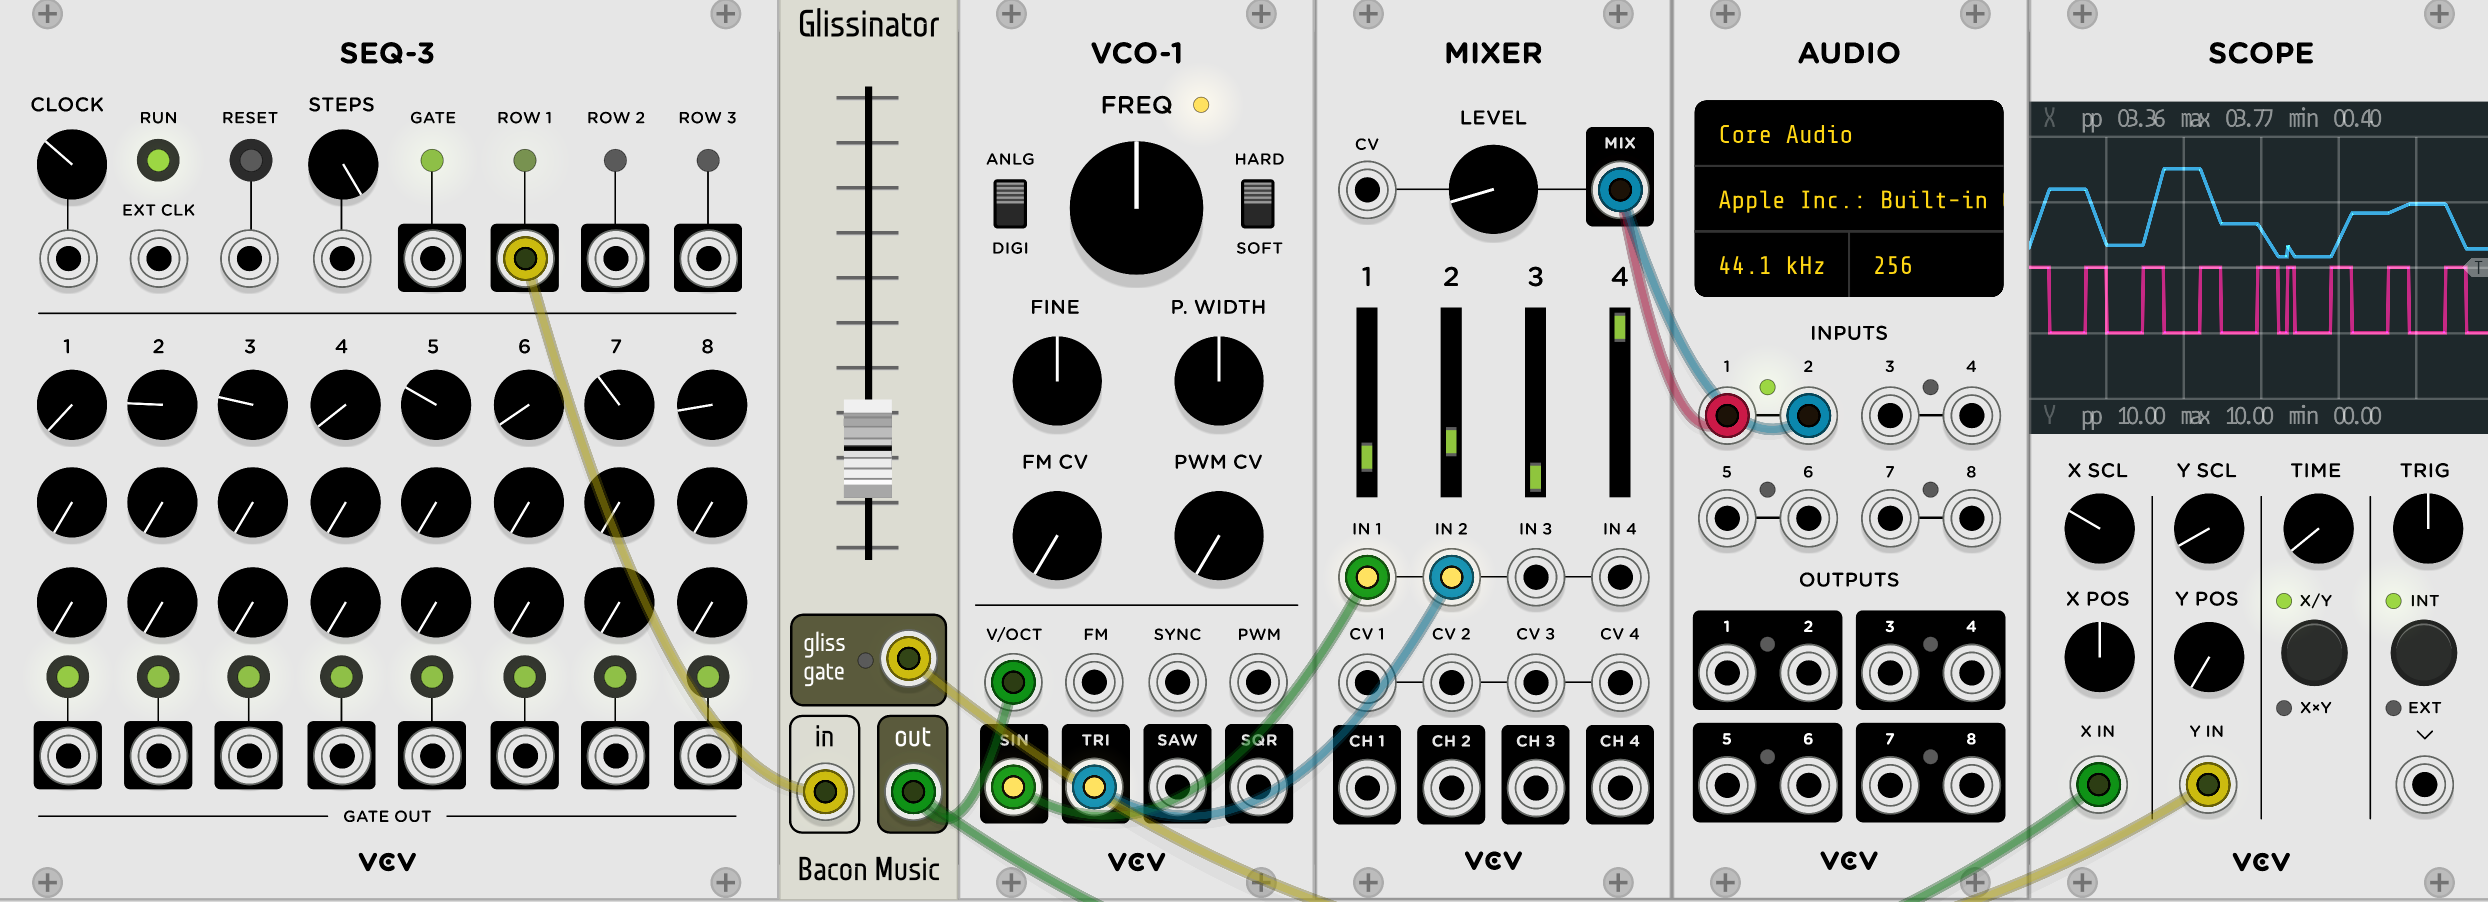 SEQ-3
CLOCK
RUN
RESET
STEPS
GATE
ROW 1
ROW 2
ROW 3
EXT CLK
1 2 3 4 5 6 7 8
GATE OUT
VCV
Glissinator
gliss
gate
in
out
Bacon Music
VCO-1
FREQ
ANLG
DIGI
HARD
SOFT
FINE
P. WIDTH
FM CV
PWM CV
V/OCT
FM
SYNC
PWM
SIN
TRI
SAW
SQR
VCV
MIXER
LEVEL
CV
MIX
1 2 3 4
IN 1
IN 2
IN 3
IN 4
CV 1
CV 2
CV 3
CV 4
CH 1
CH 2
CH 3
CH 4
VCV
AUDIO
Core Audio
Apple Inc.: Built-in
44.1 kHz
256
INPUTS
1 2 3 4
5 6 7 8
OUTPUTS
1 2 3 4
5 6 7 8
VCV
SCOPE
X pp 03.36 max 03.77 min 00.40
T
Y pp 10.00 max 10.00 min 00.00
X SCL
Y SCL
TIME
TRIG
X POS
Y POS
X/Y
INT
X×Y
EXT
X IN
Y IN
VCV